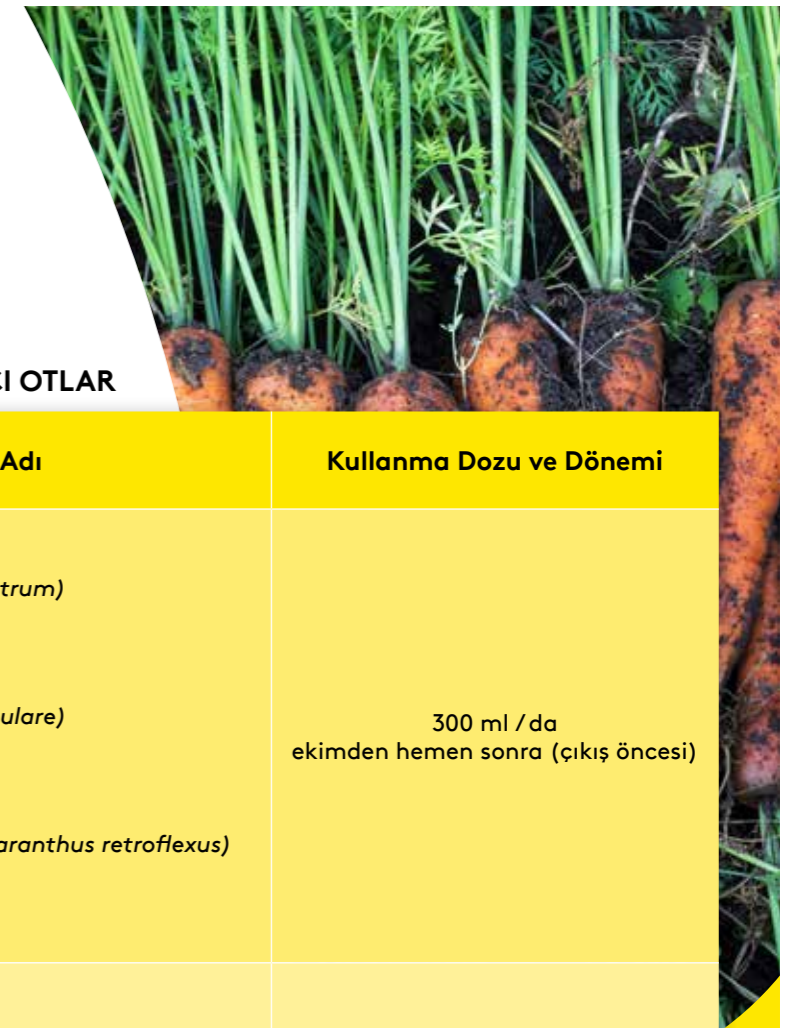 I OTLAR
Adı
Kullanma Dozu ve Dönemi
trum)
ulare)
300 ml / da
ekimden hemen sonra (çıkış öncesi)
aranthus retroflexus)